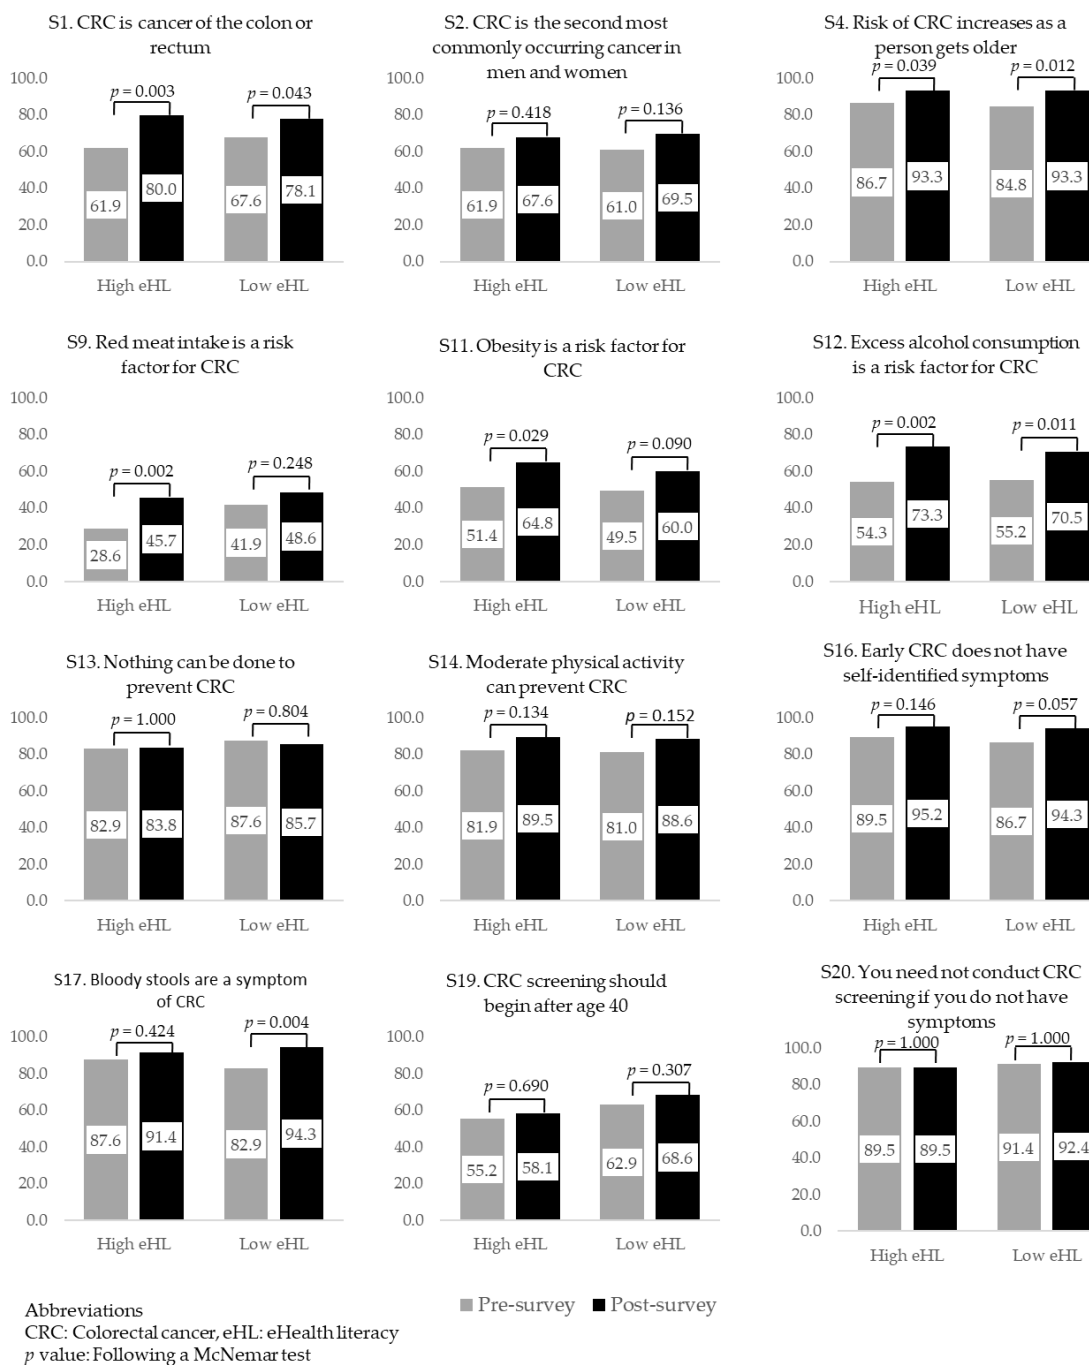 S1. CRC is cancer of the colon or
rectum
100.0
80.0
60.0
40.0
20.0
0.0
p = 0.003
p = 0.043
61.9
80.0
67.6
78.1
High eHL
Low eHL
S2. CRC is the second most
commonly occurring cancer in
men and women
100.0
80.0
60.0
40.0
20.0
0.0
p = 0.418
p = 0.136
61.9
67.6
61.0
69.5
High eHL
Low eHL
S4. Risk of CRC increases as a
person gets older
100.0
80.0
60.0
40.0
20.0
0.0
p = 0.039
p = 0.012
86.7
93.3
84.8
93.3
High eHL
Low eHL
S9. Red meat intake is a risk
factor for CRC
100.0
80.0
60.0
40.0
20.0
0.0
p = 0.002
p = 0.248
28.6
45.7
41.9
48.6
High eHL
Low eHL
S11. Obesity is a risk factor for
CRC
100.0
80.0
60.0
40.0
20.0
0.0
p = 0.029
p = 0.090
51.4
64.8
49.5
60.0
High eHL
Low eHL
S12. Excess alcohol consumption
is a risk factor for CRC
100.0
80.0
60.0
40.0
20.0
0.0
p = 0.002
p = 0.011
54.3
73.3
55.2
70.5
High eHL
Low eHL
S13. Nothing can be done to
prevent CRC
100.0
80.0
60.0
40.0
20.0
0.0
p = 1.000
p = 0.804
82.9
83.8
87.6
85.7
High eHL
Low eHL
S14. Moderate physical activity
can prevent CRC
100.0
80.0
60.0
40.0
20.0
0.0
p = 0.134
p = 0.152
81.9
89.5
81.0
88.6
High eHL
Low eHL
S16. Early CRC does not have
self-identified symptoms
100.0
80.0
60.0
40.0
20.0
0.0
p = 0.146
p = 0.057
89.5
95.2
86.7
94.3
High eHL
Low eHL
S17. Bloody stools are a symptom
of CRC
100.0
80.0
60.0
40.0
20.0
0.0
p = 0.424
p = 0.004
87.6
91.4
82.9
94.3
High eHL
Low eHL
S19. CRC screening should
begin after age 40
100.0
80.0
60.0
40.0
20.0
0.0
p = 0.690
p = 0.307
55.2
58.1
62.9
68.6
High eHL
Low eHL
S20. You need not conduct CRC
screening if you do not have
symptoms
100.0
80.0
60.0
40.0
20.0
0.0
p = 1.000
p = 1.000
89.5
89.5
91.4
92.4
High eHL
Low eHL
Pre-survey
Post-survey
Abbreviations
CRC: Colorectal cancer, eHL: eHealth literacy
p value: Following a McNemar test